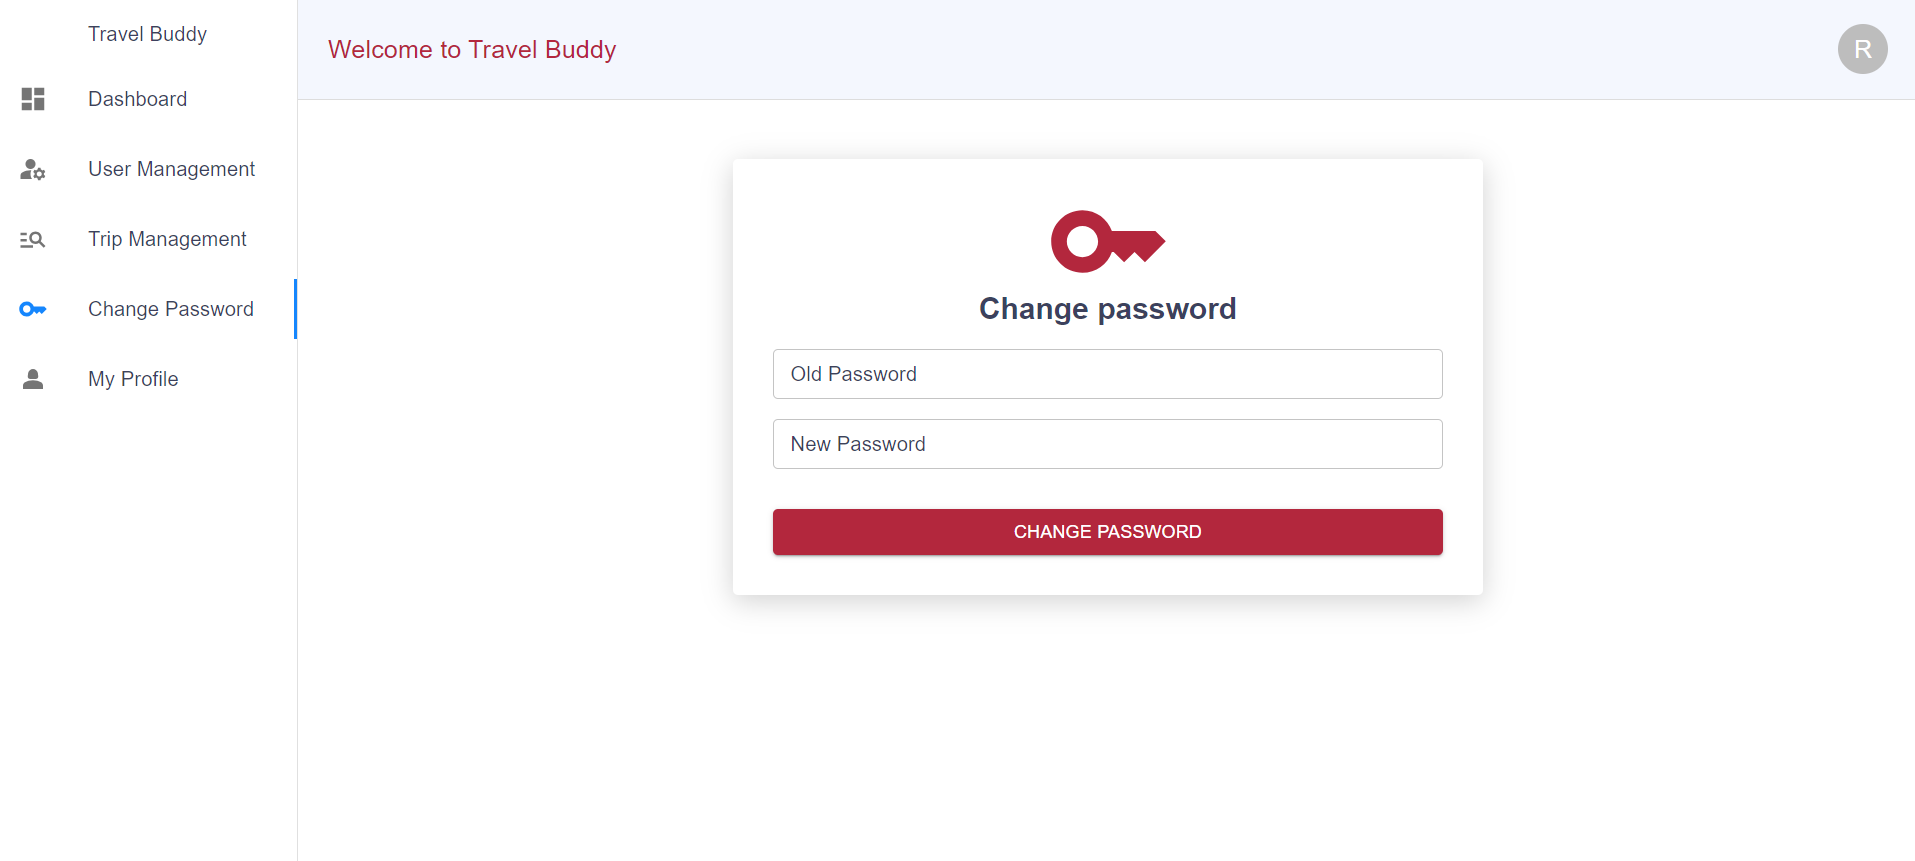 Travel Buddy
Dashboard
User Management
Trip Management
Change Password
My Profile
Welcome to Travel Buddy
R
Change password
Old Password
New Password
CHANGE PASSWORD